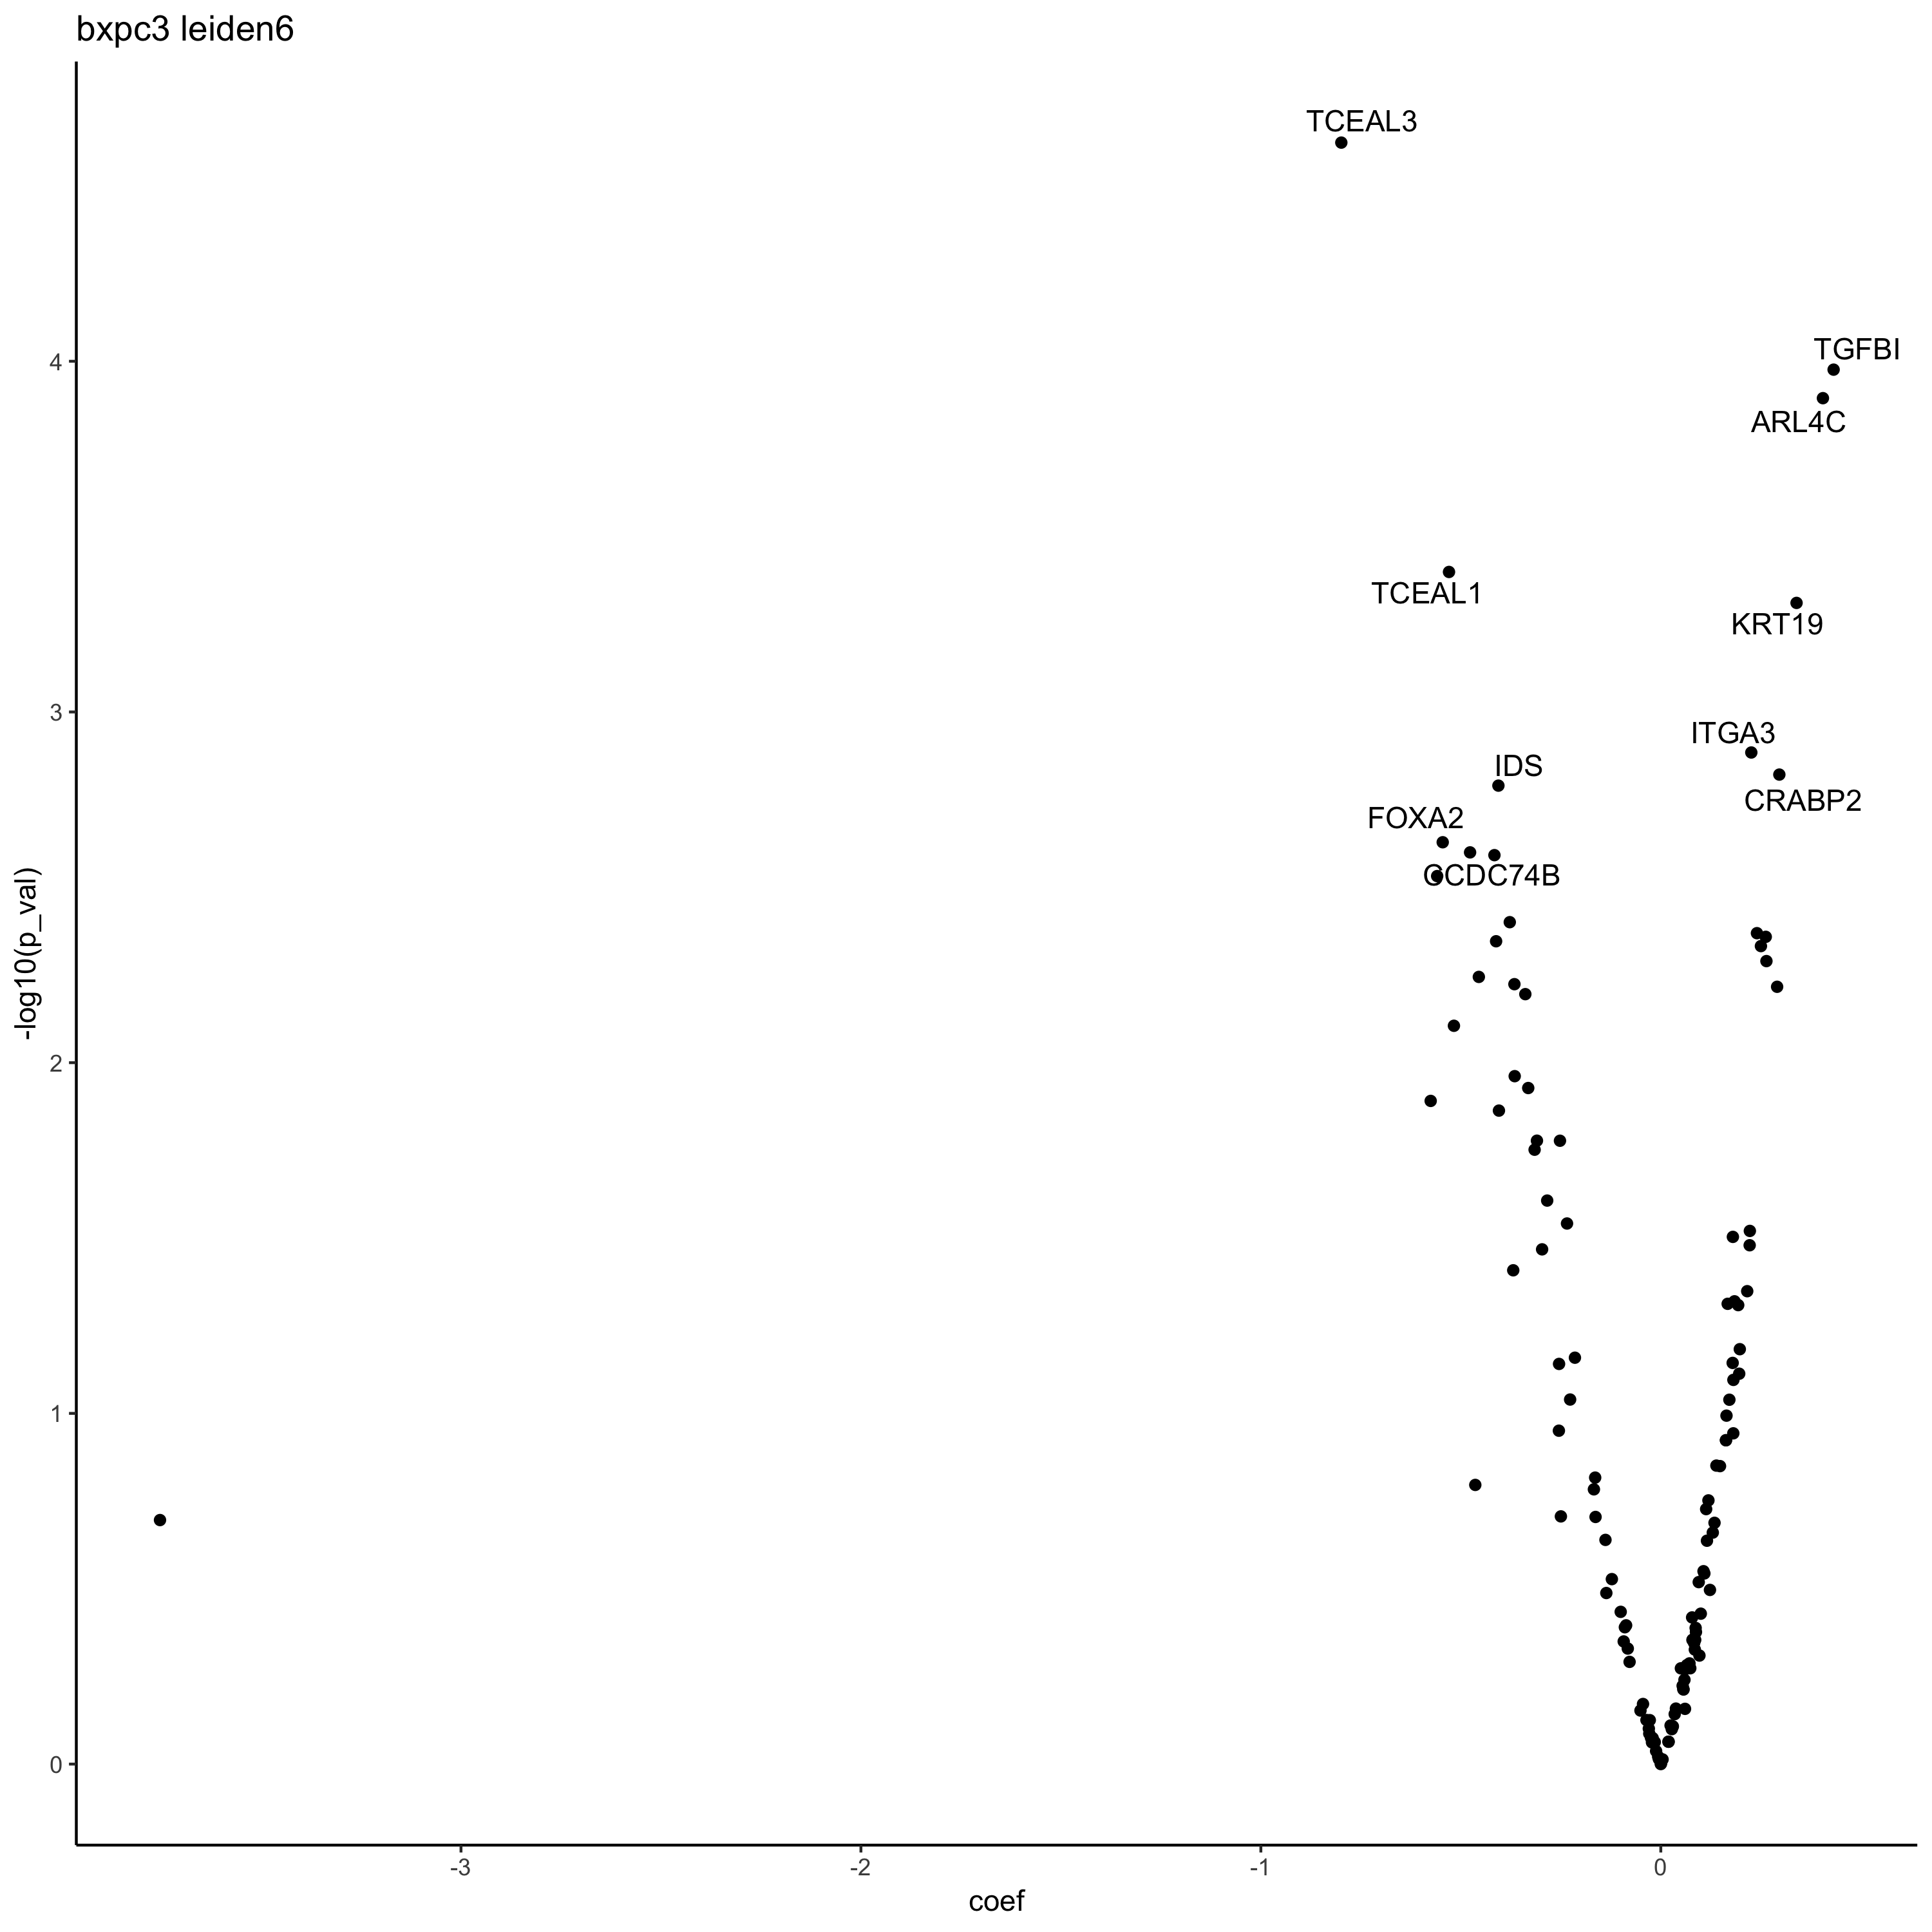 bxpc3 leiden6
TCEAL3
TGFBI
4
ARL4C
TCEAL1
KRT19
3
ITGA3
IDS
CRABP2
FOXA2
CCDC74B
-log10(p_val)
2
1
0
-3 -2 -1 0
coef